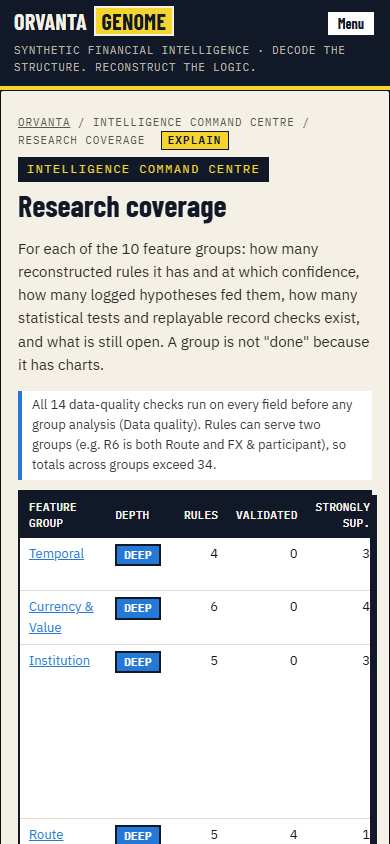 ORVANTA GENOME
Menu
SYNTHETIC FINANCIAL INTELLIGENCE · DECODE THE
STRUCTURE. RECONSTRUCT THE LOGIC.
ORVANTA / INTELLIGENCE COMMAND CENTRE /
RESEARCH COVERAGE EXPLAIN
INTELLIGENCE COMMAND CENTRE
Research coverage
For each of the 10 feature groups: how many
reconstructed rules it has and at which confidence,
how many logged hypotheses fed them, how many
statistical tests and replayable record checks exist,
and what is still open. A group is not "done" because
it has charts.
All 14 data-quality checks run on every field before any
group analysis (Data quality). Rules can serve two
groups (e.g. R6 is both Route and FX & participant), so
totals across groups exceed 34.
FEATURE GROUP DEPTH RULES VALIDATED STRONGLY SUP.
Temporal DEEP 4 0 3
Currency & Value DEEP 6 0 4
Institution DEEP 5 0 3
Route DEEP 5 4 1